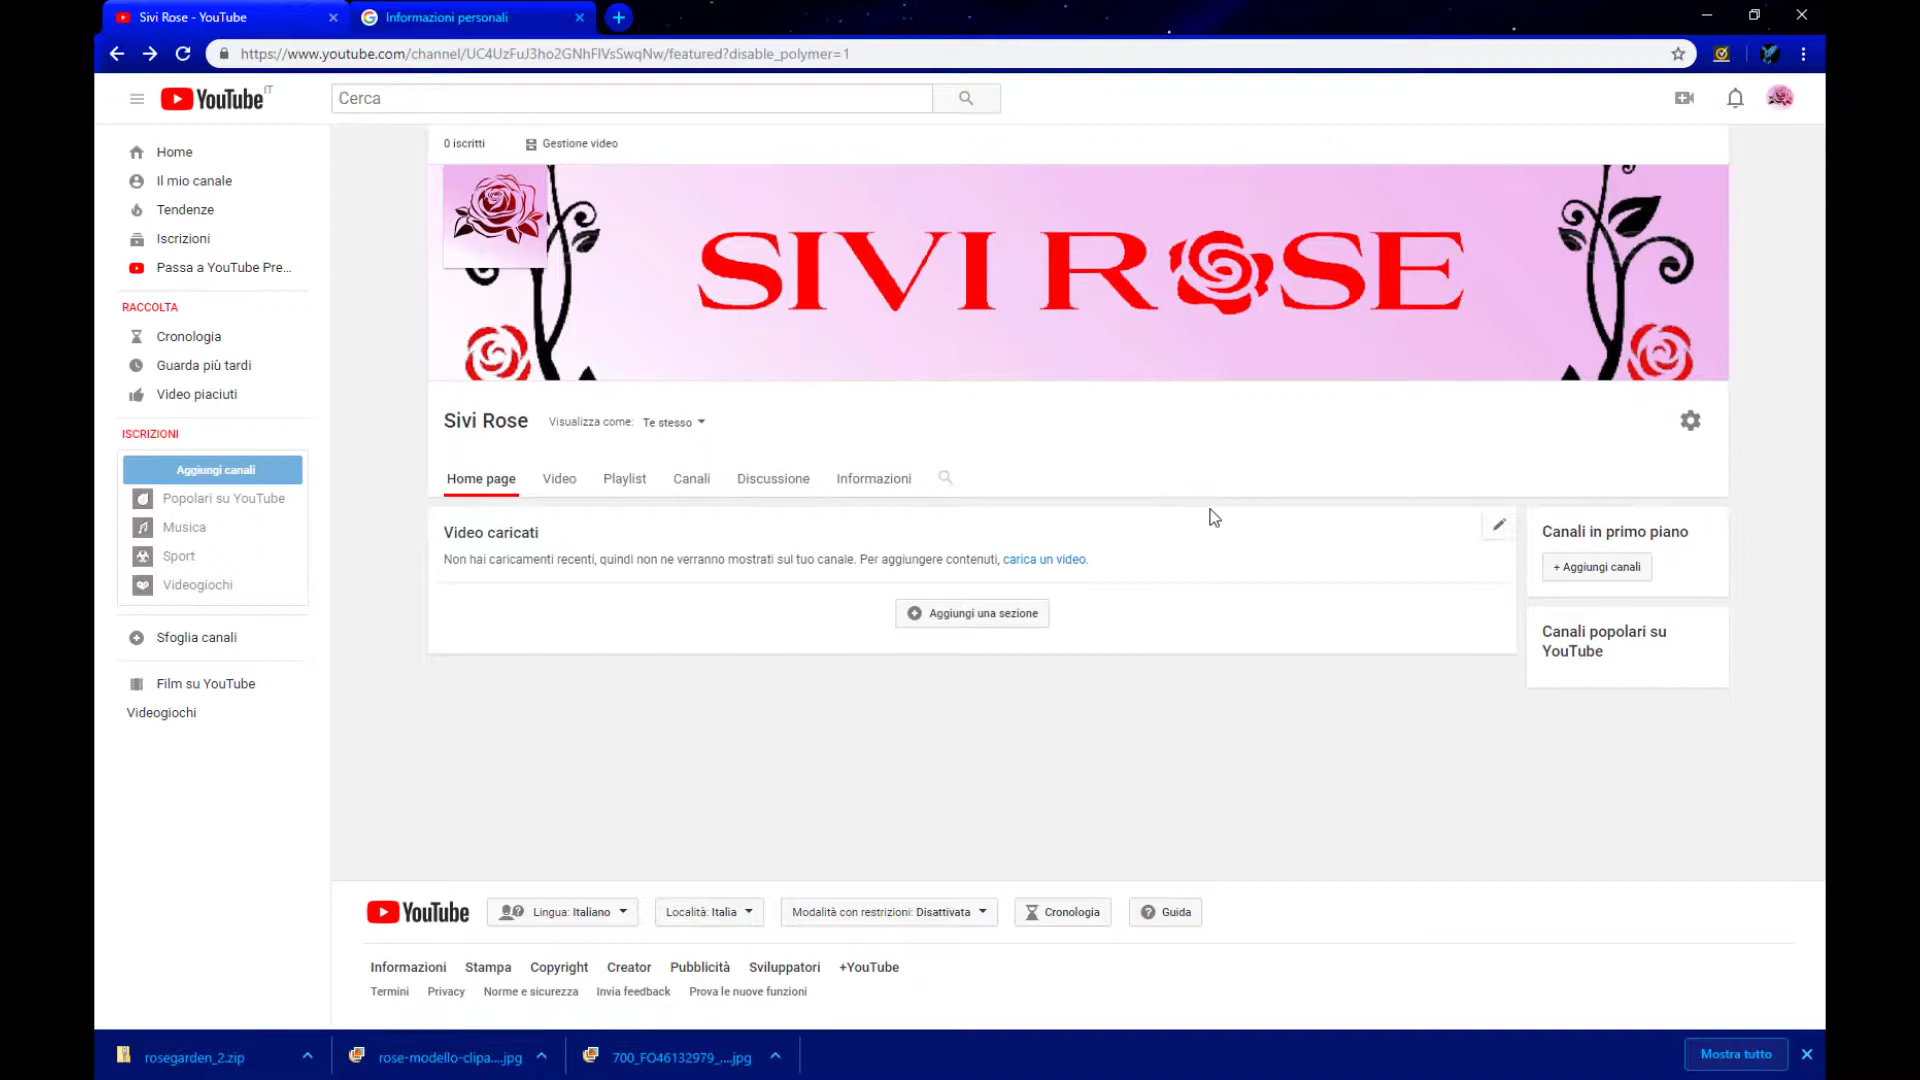 Sivi Rose - YouTube
Informazioni personali
https://www.youtube.com/channel/UC4UzFuJ3ho2GNhFIVsSwqNw/featured?disable_polymer=1
YouTube IT
Cerca
Home
Il mio canale
Tendenze
Iscrizioni
Passa a YouTube Pre...
RACCOLTA
Cronologia
Guarda più tardi
Video piaciuti
ISCRIZIONI
Aggiungi canali
Popolari su YouTube
Musica
Sport
Videogiochi
Sfoglia canali
Film su YouTube
Videogiochi
0 iscritti
Gestione video
SIVI ROSE
Sivi Rose
Visualizza come: Te stesso
Home page
Video
Playlist
Canali
Discussione
Informazioni
Video caricati
Non hai caricamenti recenti, quindi non ne verranno mostrati sul tuo canale. Per aggiungere contenuti, carica un video.
Aggiungi una sezione
Canali in primo piano
+ Aggiungi canali
Canali popolari su
YouTube
YouTube
Lingua: Italiano
Località: Italia
Modalità con restrizioni: Disattivata
Cronologia
Guida
Informazioni
Stampa
Copyright
Creator
Pubblicità
Sviluppatori
+YouTube
Termini
Privacy
Norme e sicurezza
Invia feedback
Prova le nuove funzioni
rosegarden_2.zip
rose-modello-clipa....jpg
700_FO46132979_....jpg
Mostra tutto